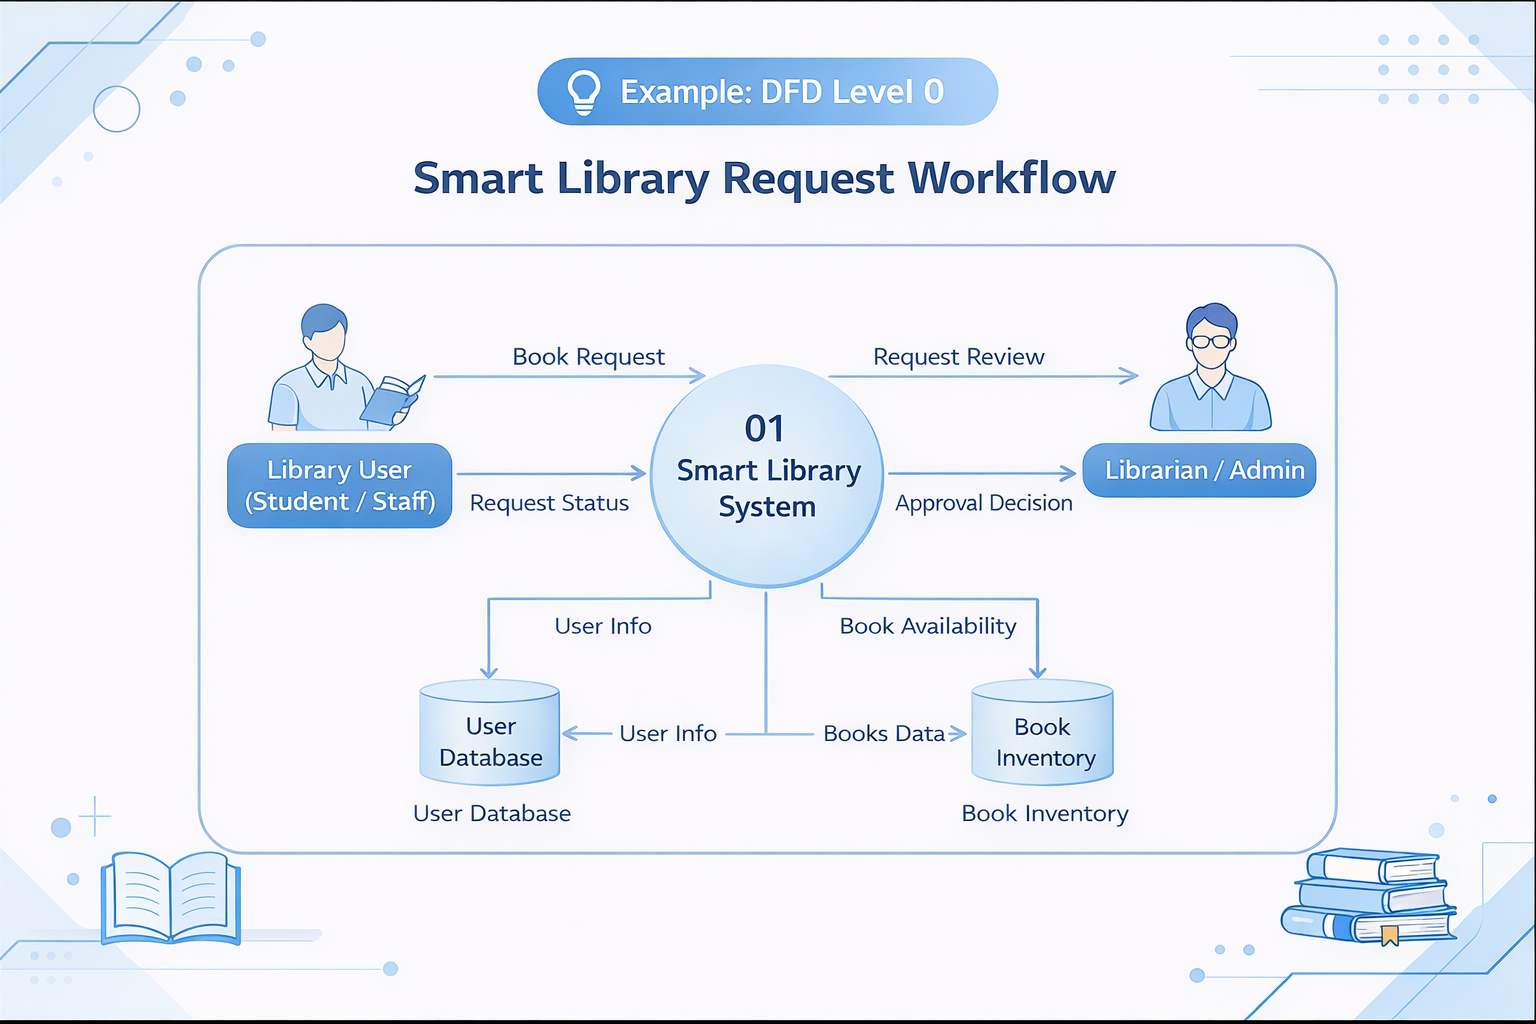 Example: DFD Level 0
Smart Library Request Workflow
Book Request
Request Review
01
Smart Library
System
Library User
(Student / Staff)
Request Status
Approval Decision
Librarian / Admin
User Info
Book Availability
User
Database
User Info
Books Data
Book
Inventory
User Database
Book Inventory